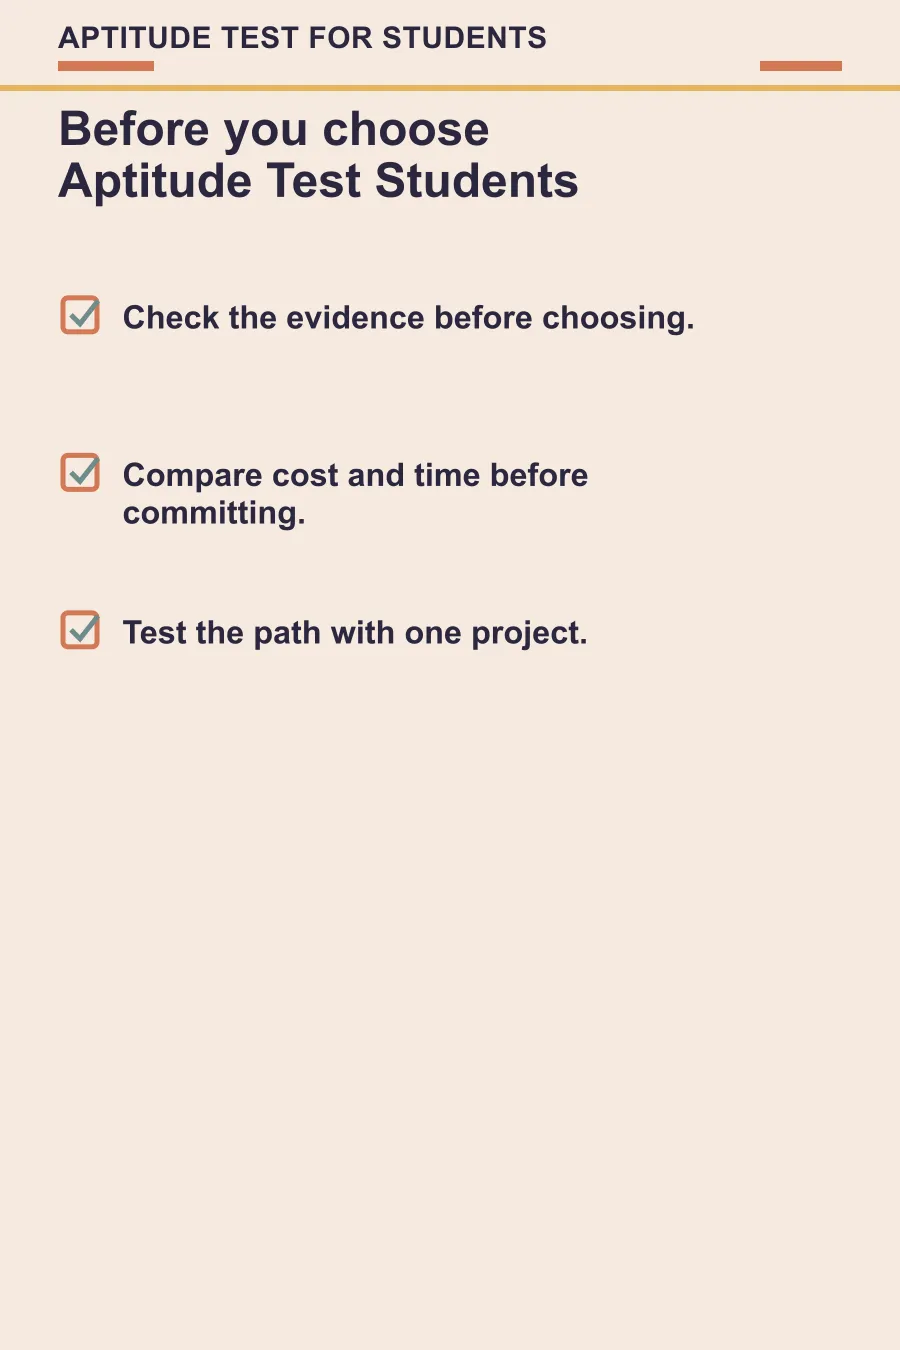 APTITUDE TEST FOR STUDENTS
Before you choose
Aptitude Test Students
Check the evidence before choosing.
Compare cost and time before
committing.
Test the path with one project.